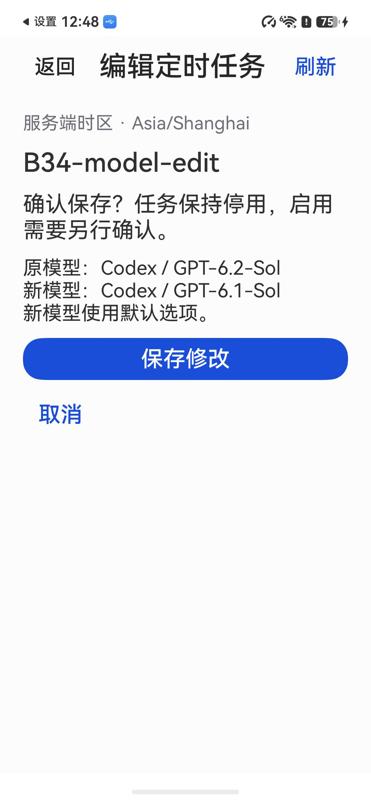 设置 12:48 75
返回 编辑定时任务 刷新
服务端时区 · Asia/Shanghai
B34-model-edit
确认保存？任务保持停用，启用
需要另行确认。
原模型：Codex / GPT-6.2-Sol
新模型：Codex / GPT-6.1-Sol
新模型使用默认选项。
保存修改
取消